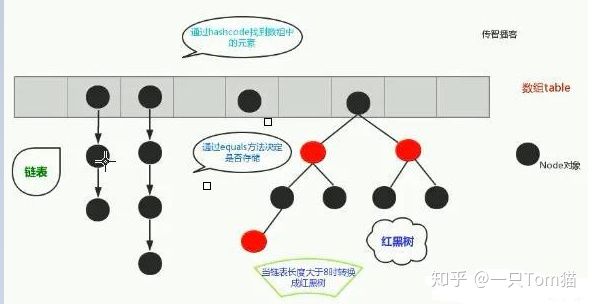 通过hashcode找到数组中
的元素
传智播客
数组table
通过equals方法决定
是否存储
链表
Node对象
红黑树
当链表长度大于8时转换
成红黑树
知乎 @一只Tom猫